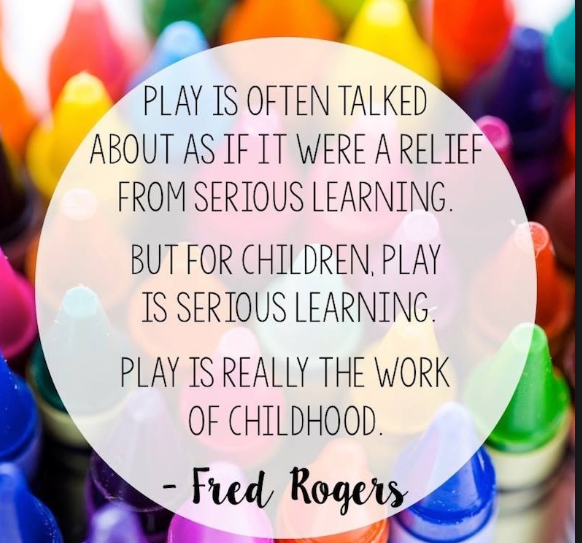 PLAY IS OFTEN TALKED
ABOUT AS IF IT WERE A RELIEF
FROM SERIOUS LEARNING.
BUT FOR CHILDREN, PLAY
IS SERIOUS LEARNING.
PLAY IS REALLY THE WORK
OF CHILDHOOD.
- Fred Rogers